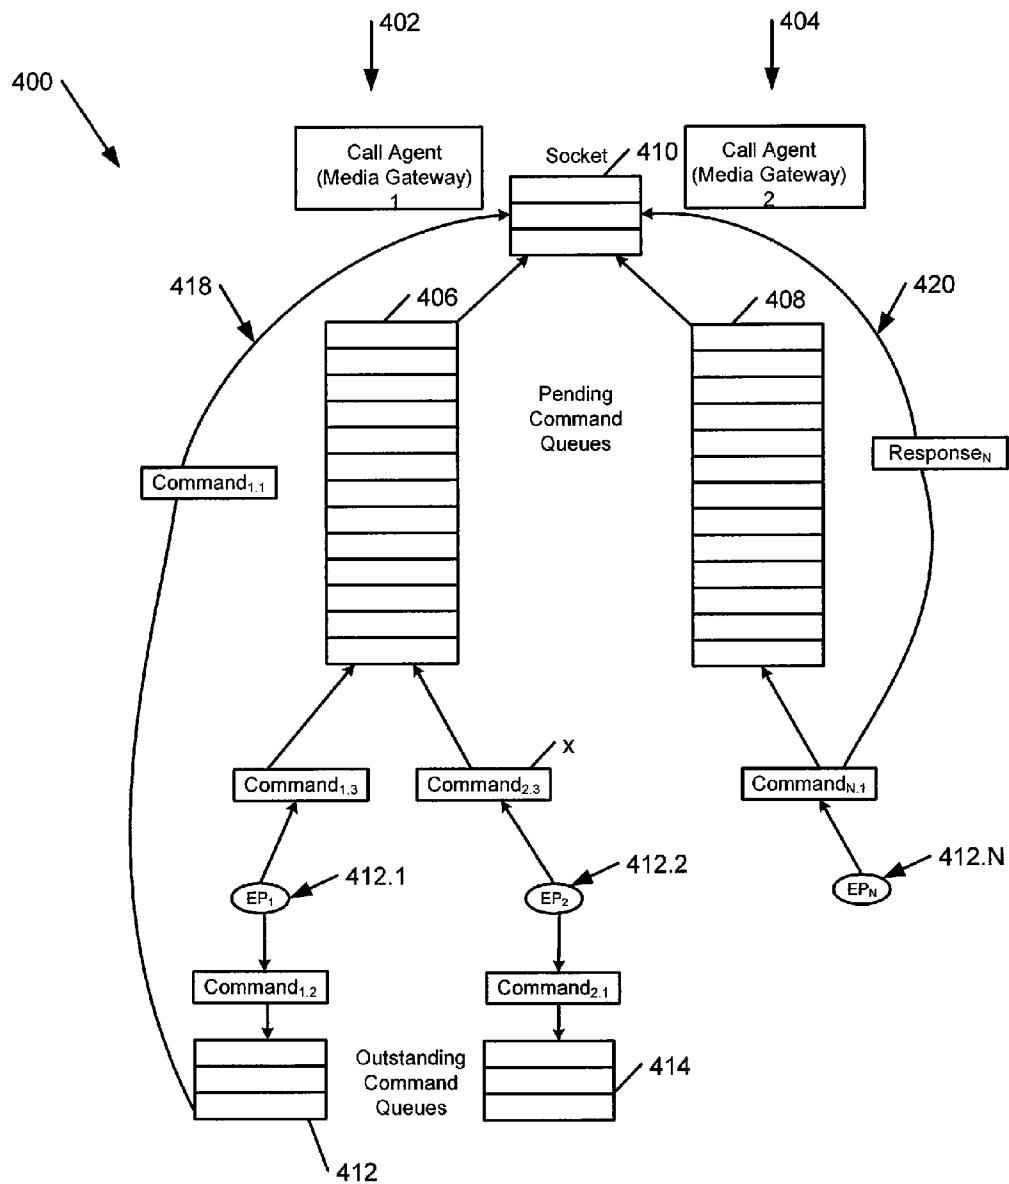 402
404
400
Call Agent
(Media Gateway)
1
Socket
410
Call Agent
(Media Gateway)
2
418
406
408
420
Pending
Command
Queues
Command1.1
ResponseN
X
Command1.3
Command2.3
CommandN.1
412.1
412.2
412.N
EP1
EP2
EPN
Command1.2
Command2.1
Outstanding
Command
Queues
414
412